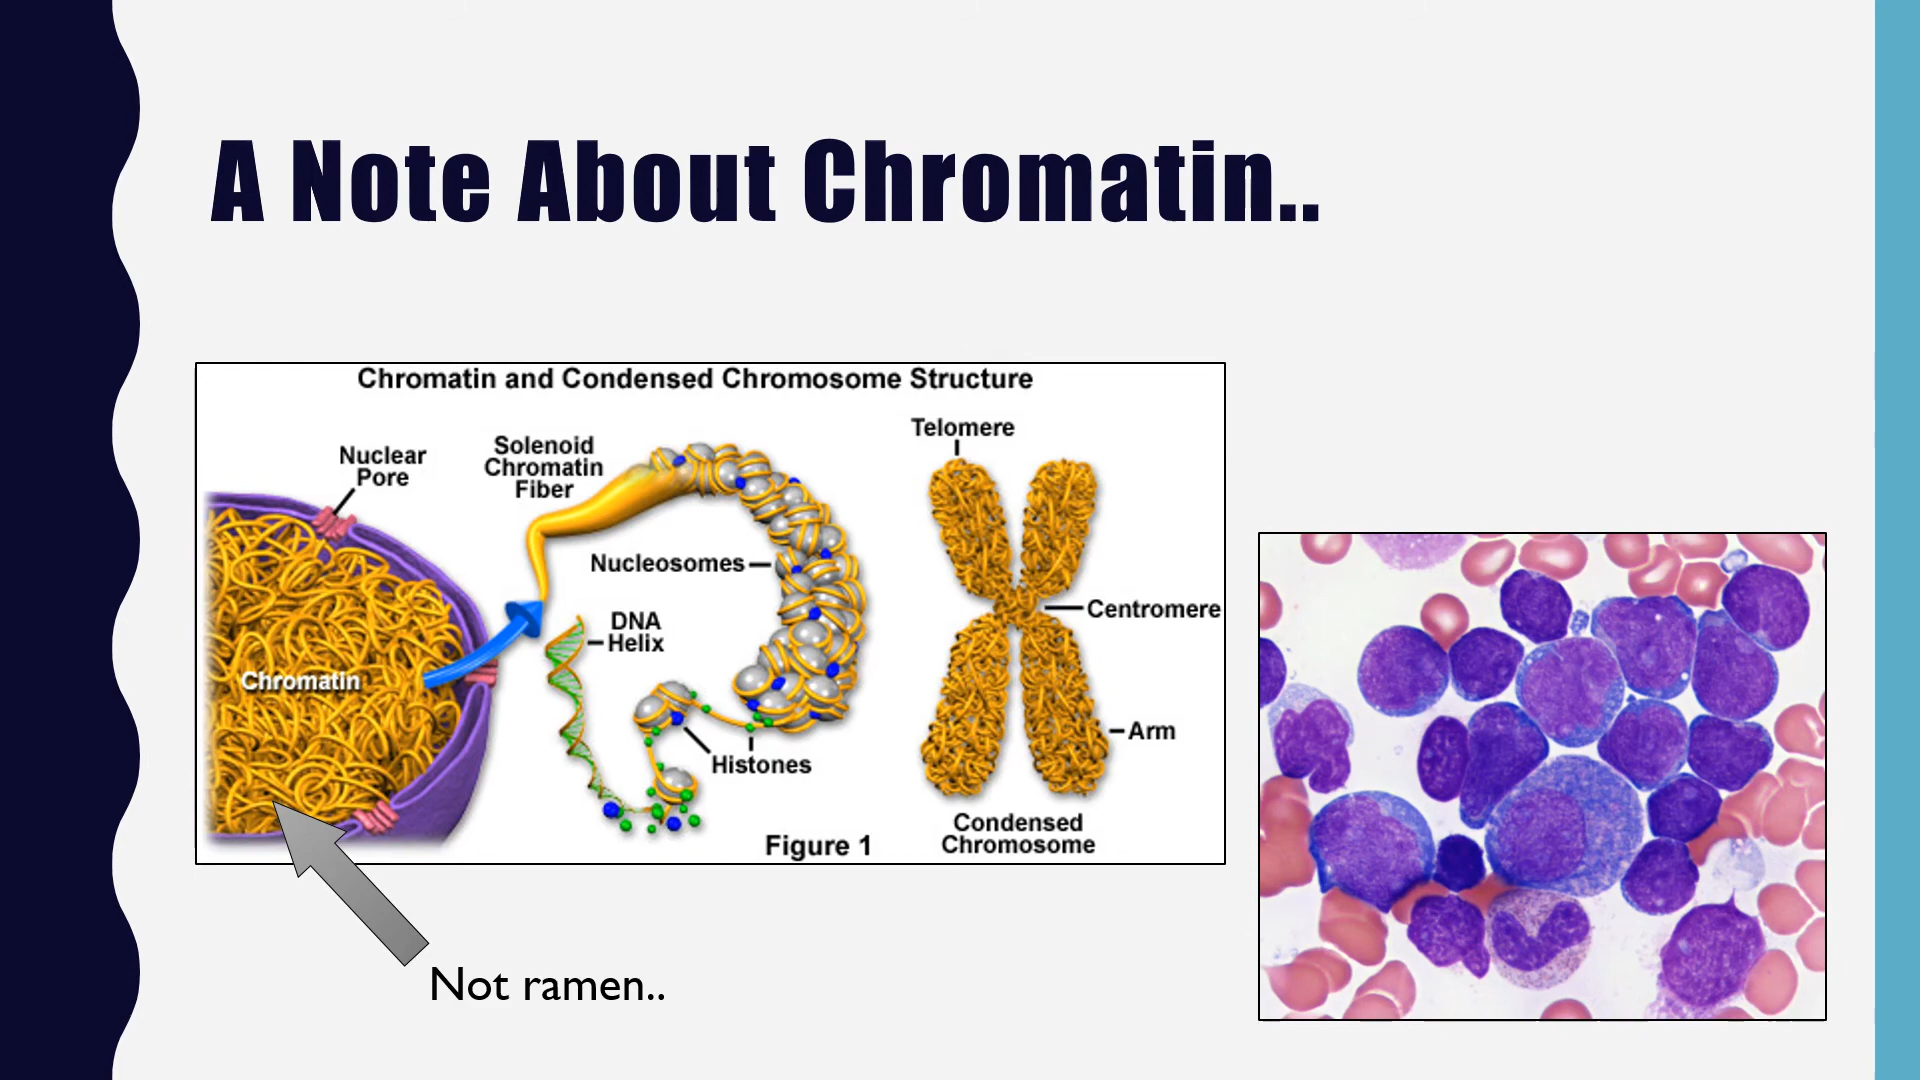 A Note About Chromatin..
Chromatin and Condensed Chromosome Structure
Nuclear
Pore
Solenoid
Chromatin
Fiber
Telomere
Nucleosomes
DNA
Helix
Centromere
Chromatin
Histones
Arm
Figure 1
Condensed
Chromosome
Not ramen..